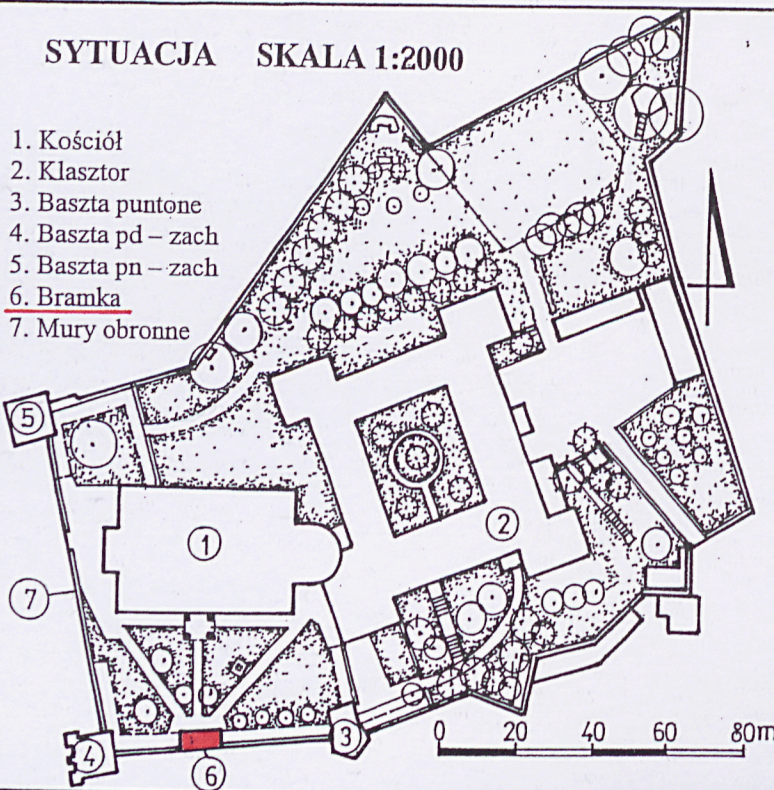 SYTUACJA SKALA 1:2000
1. Kościół
2. Klasztor
3. Baszta puntone
4. Baszta pd – zach
5. Baszta pn – zach
6. Bramka
7. Mury obronne
5
1
2
7
3
4
6
0 20 40 60 80m